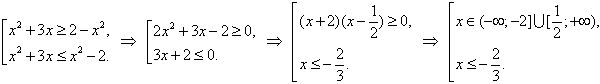 [ x² + 3x ≥ 2 − x², ⇒ [ 2x² + 3x − 2 ≥ 0, ⇒ [ (x + 2)(x − 1/2) ≥ 0, ⇒ [ x ∈ (−∞; −2] ⋃ [1/2; +∞),
x² + 3x ≤ x² − 2. 3x + 2 ≤ 0. x ≤ −2/3. x ≤ −2/3.